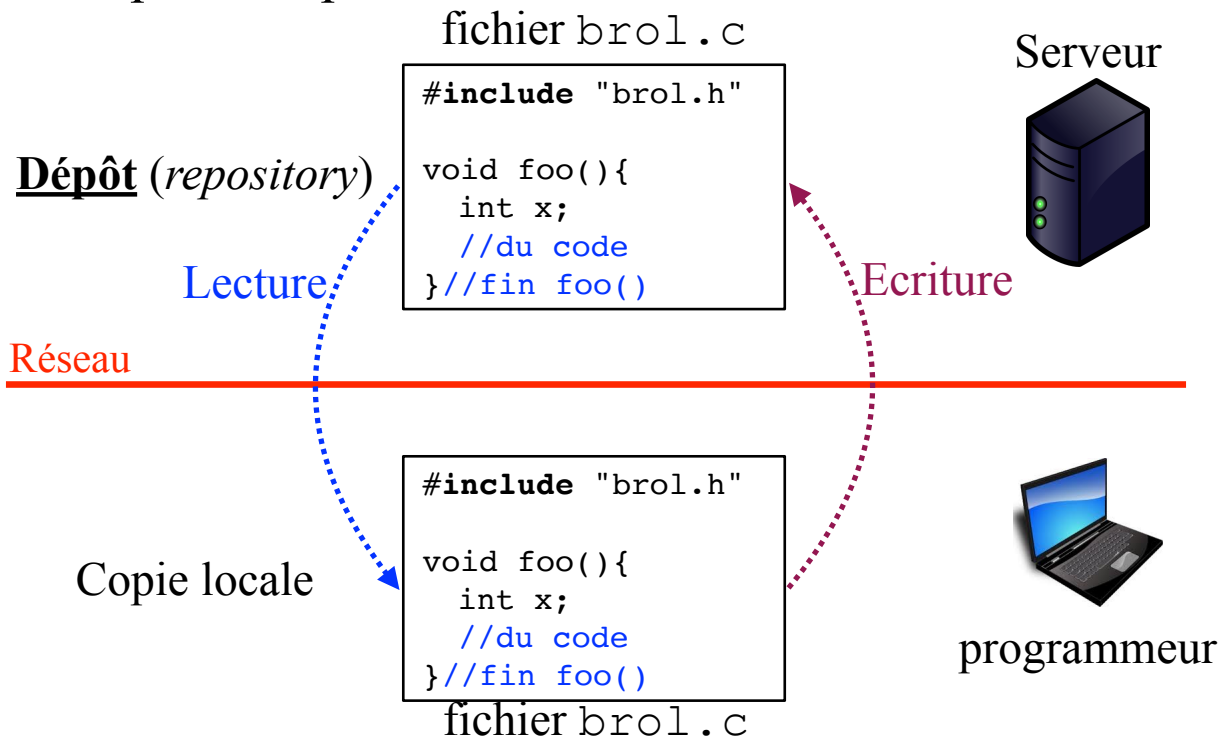 fichier brol.c
Serveur
#include "brol.h"
Dépôt (repository)
void foo(){
int x;
//du code
}//fin foo()
Lecture
Ecriture
Réseau
#include "brol.h"
Copie locale
void foo(){
int x;
//du code
}//fin foo()
programmeur
fichier brol.c